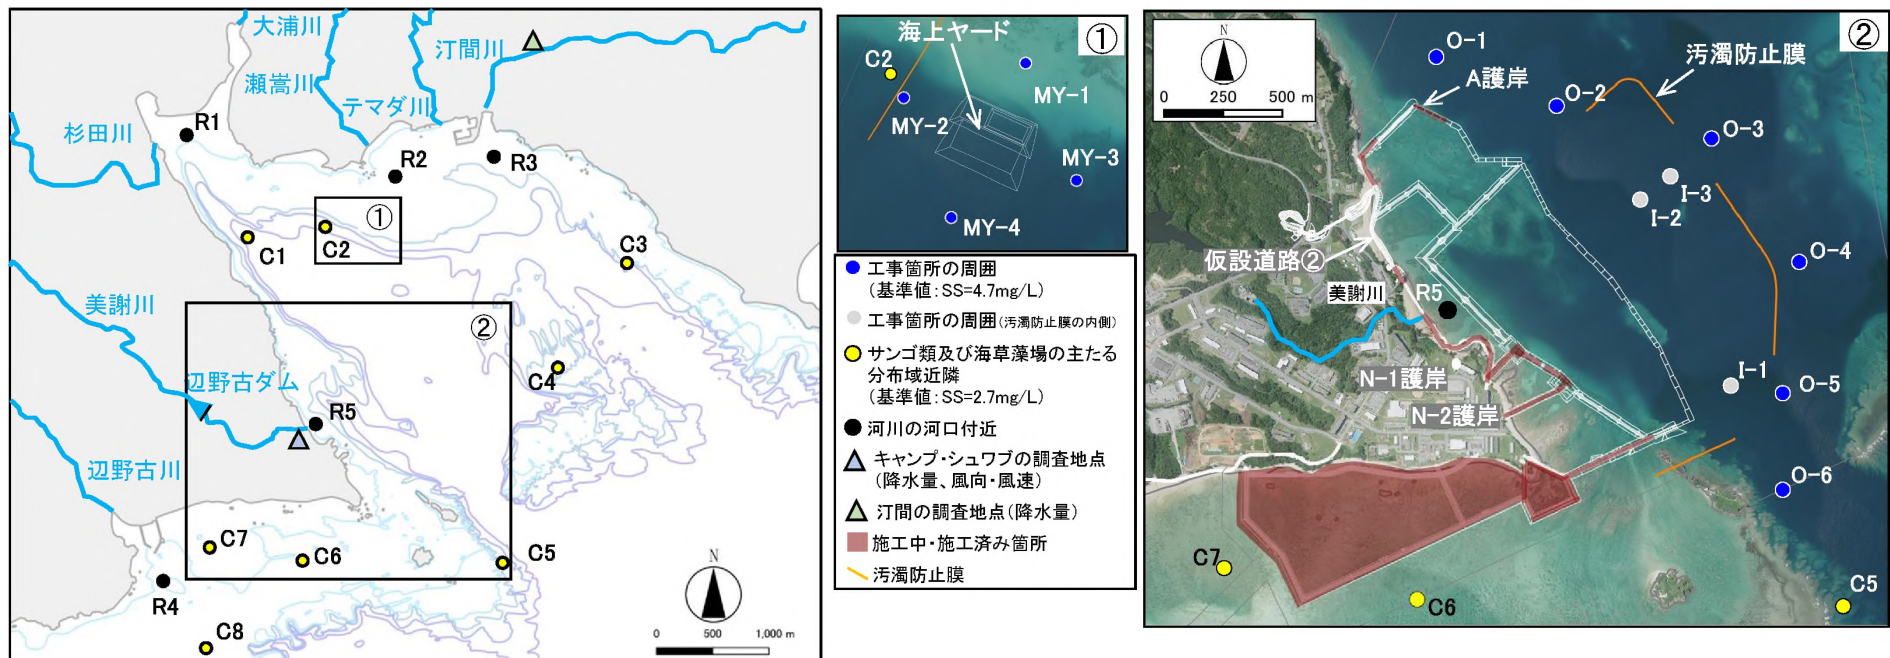 大浦川
瀬嵩川
テマダ川
汀間川
杉田川
R1
R2
R3
①
C1
C2
C3
美謝川
②
辺野古ダム
R5
C4
辺野古川
C7
C6
C5
R4
C8
N
0 500 1,000 m
①
海上ヤード
C2
MY-1
MY-2
MY-3
MY-4
工事箇所の周囲
(基準値:SS=4.7mg/L)
工事箇所の周囲(汚濁防止膜の内側)
サンゴ類及び海草藻場の主たる
分布域近隣
(基準値:SS=2.7mg/L)
河川の河口付近
キャンプ・シュワブの調査地点
(降水量、風向・風速)
汀間の調査地点(降水量)
施工中・施工済み箇所
汚濁防止膜
②
N
0 250 500 m
O-1
汚濁防止膜
A護岸
O-2
O-3
I-3
I-2
仮設道路②
O-4
美謝川
R5
N-1護岸
I-1
O-5
N-2護岸
O-6
C7
C6
C5